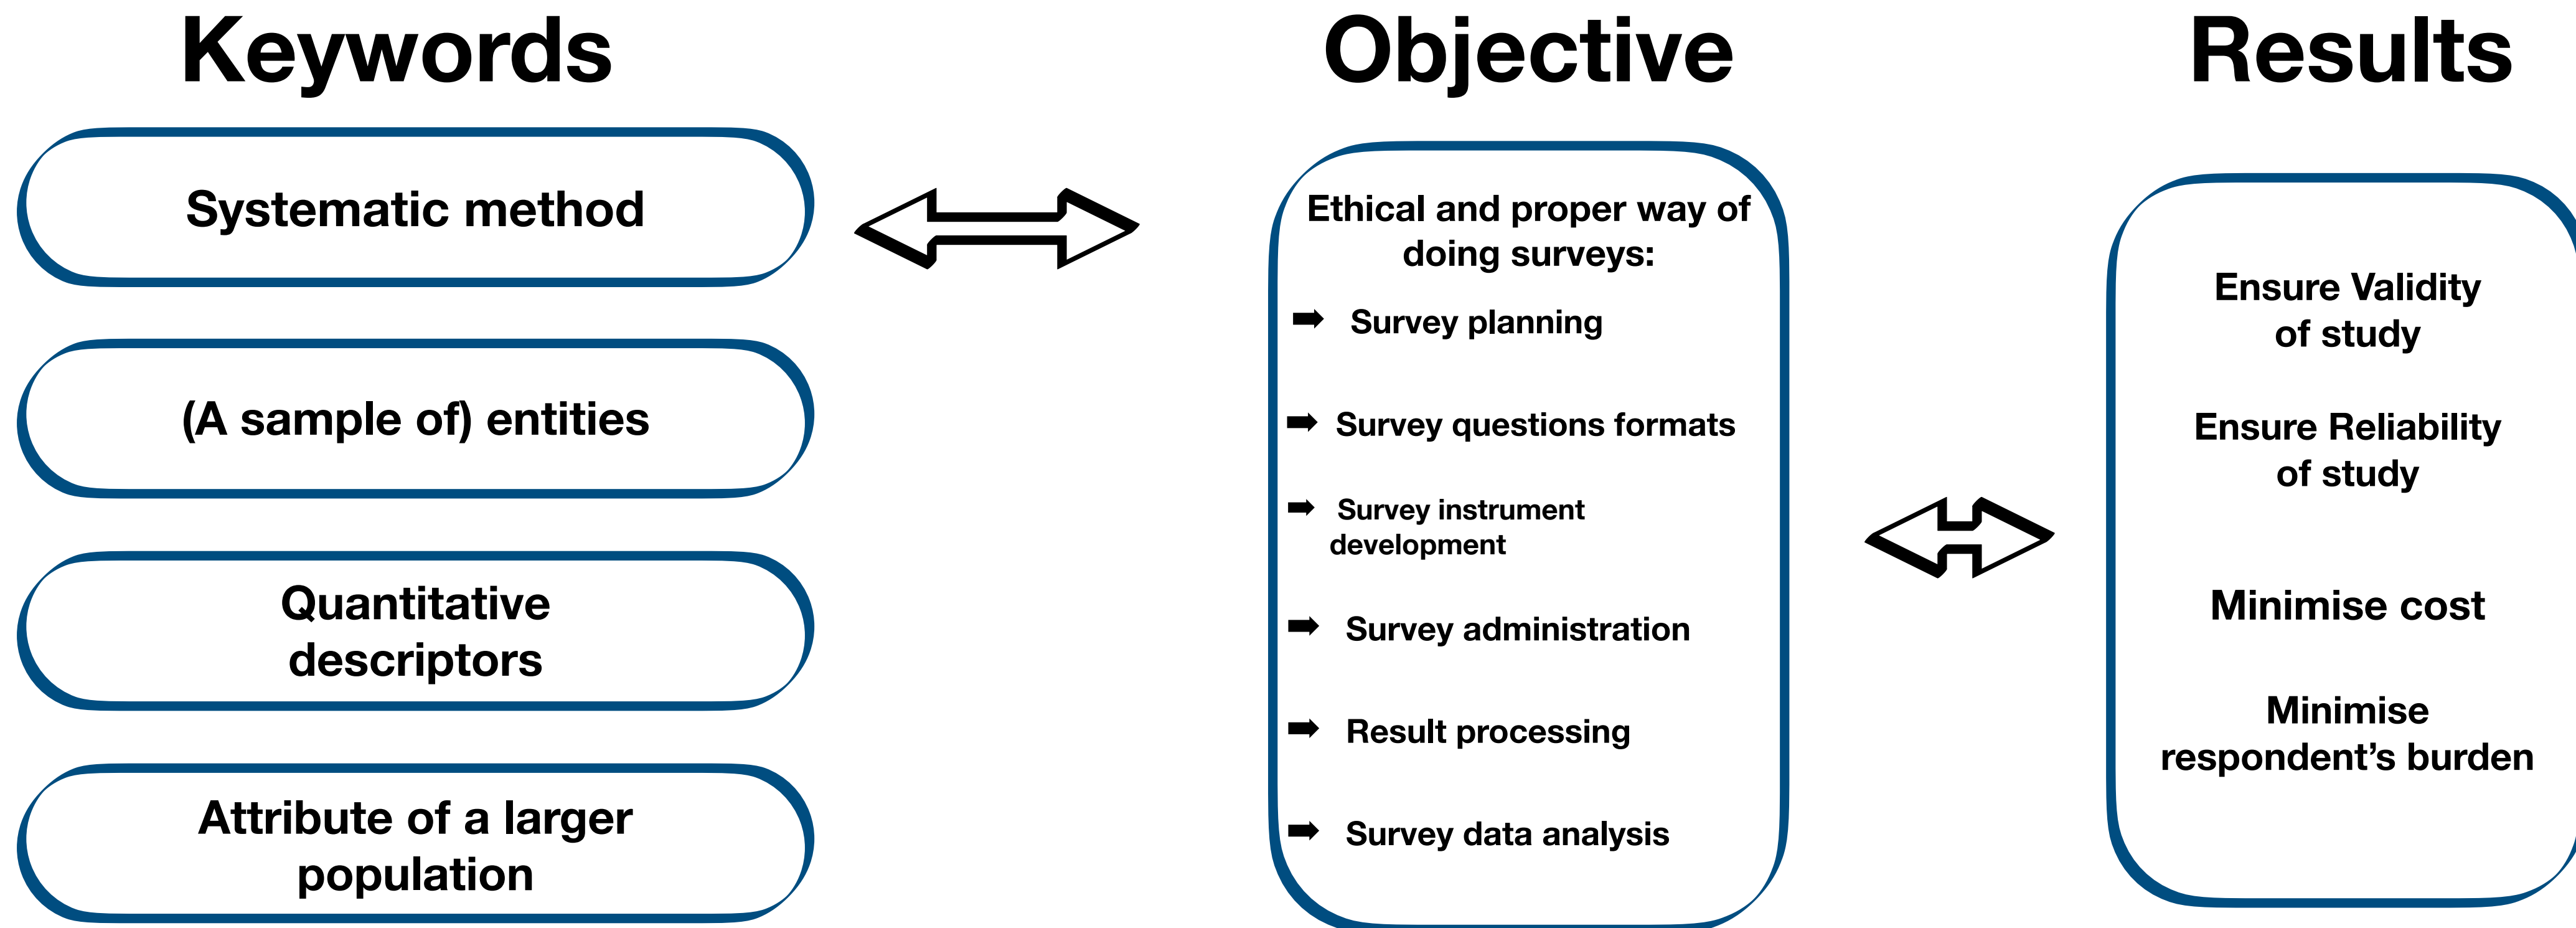 Keywords
Systematic method
(A sample of) entities
Quantitative
descriptors
Attribute of a larger
population
Objective
Ethical and proper way of
doing surveys:
Survey planning
Survey questions formats
Survey instrument
development
Survey administration
Result processing
Survey data analysis
Results
Ensure Validity
of study
Ensure Reliability
of study
Minimise cost
Minimise
respondent’s burden